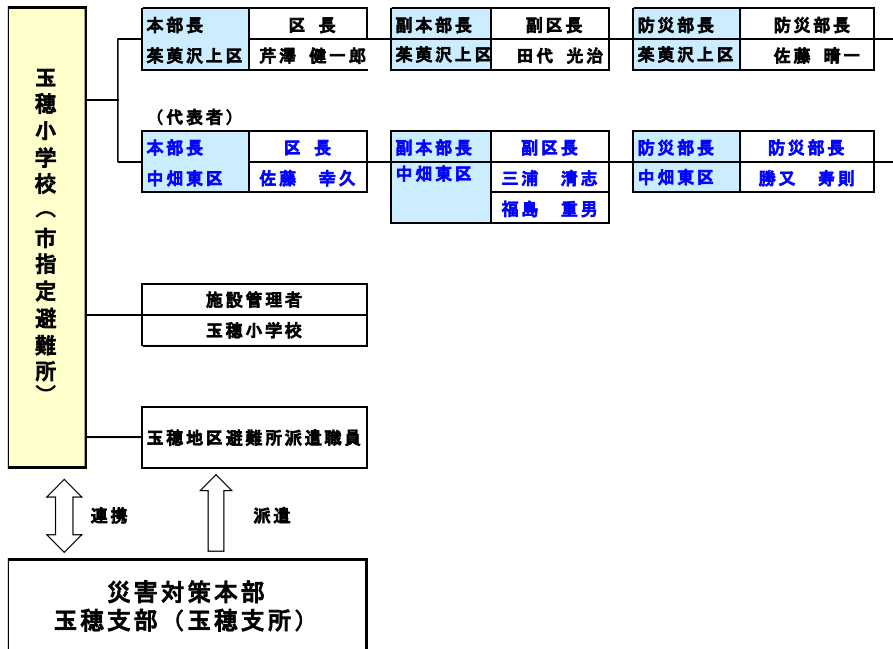 玉穂小学校（市指定避難所）
本部長 区 長 副本部長 副区長 防災部長 防災部長
茱萸沢上区 芹澤 健一郎 茱萸沢上区 田代 光治 茱萸沢上区 佐藤 晴一
（代表者）
本部長 区 長 副本部長 副区長 防災部長 防災部長
中畑東区 佐藤 幸久 中畑東区 三浦 清志 中畑東区 勝又 寿則
福島 重男
施設管理者
玉穂小学校
玉穂地区避難所派遣職員
連携 派遣
災害対策本部
玉穂支部（玉穂支所）